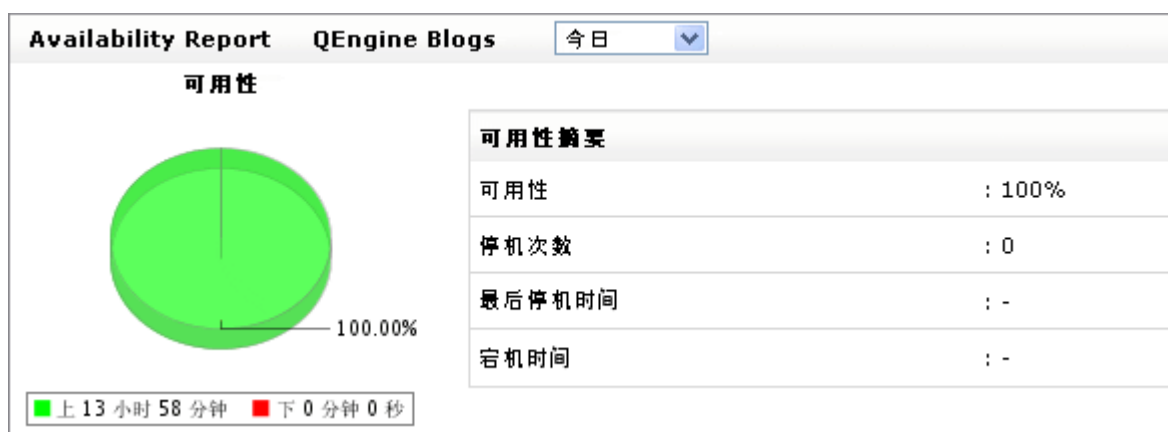 Availability Report QEngine Blogs 今日
可用性
可用性摘要
可用性 : 100%
停机次数 : 0
最后停机时间 : -
宕机时间 : -
100.00%
上 13 小时 58 分钟 下 0 分钟 0 秒